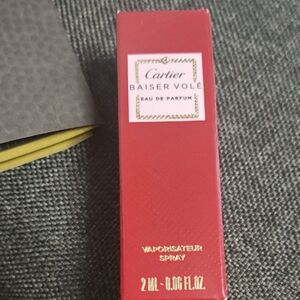 Cartier
BAISER VOLÉ
EAU DE PARFUM
VAPORISATEUR
SPRAY
2 ML - 0.06 FL.OZ.